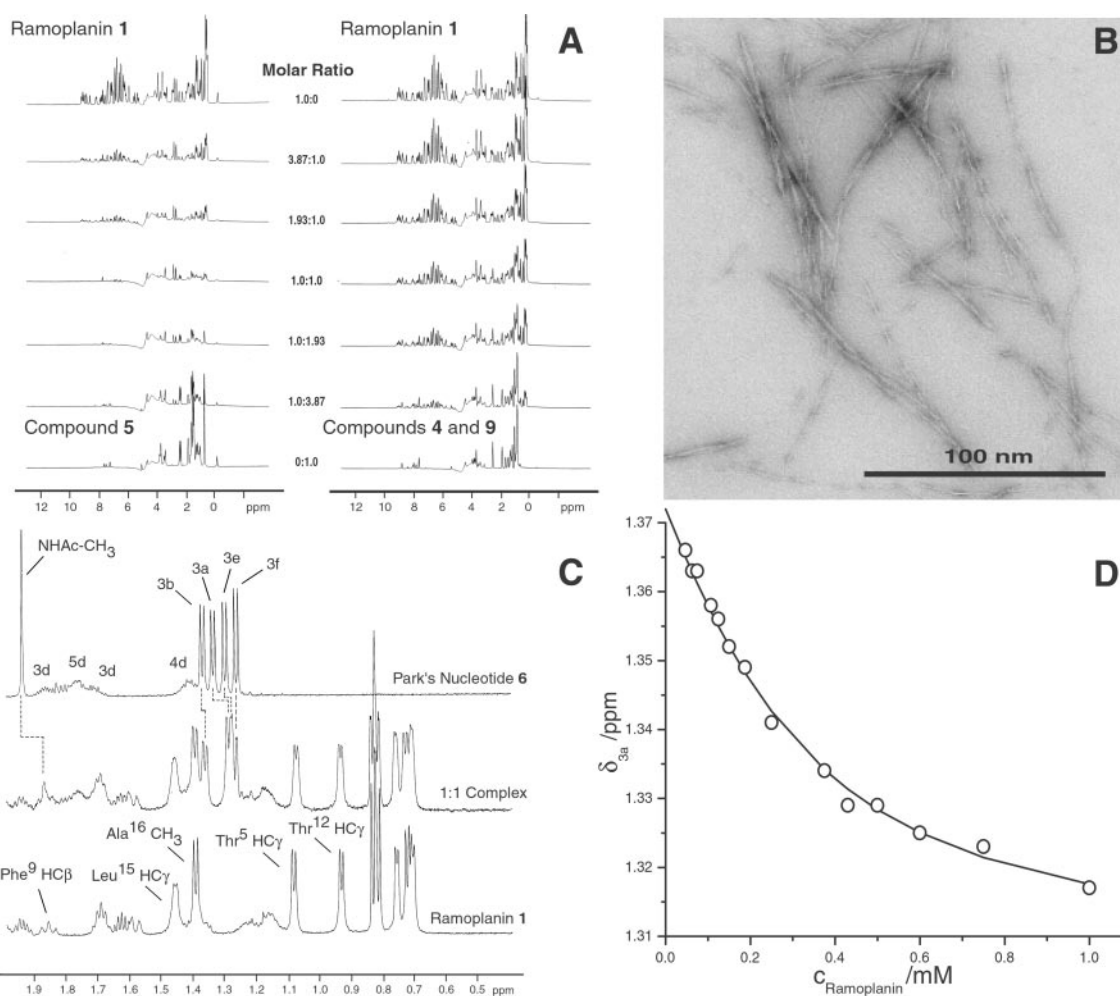 Ramoplanin 1
Ramoplanin 1
A
Molar Ratio
1.0:0
3.87:1.0
1.93:1.0
1.0:1.0
1.0:1.93
1.0:3.87
Compound 5
Compounds 4 and 9
0:1.0
12 10 8 6 4 2 0 ppm
12 10 8 6 4 2 0 ppm
B
100 nm
C
NHAc-CH3
3b
3a
3e
3f
3d
5d
3d
4d
Park's Nucleotide 6
1:1 Complex
Ala16 CH3
Thr5 HCγ
Thr12 HCγ
Phe9 HCβ
Leu15 HCγ
Ramoplanin 1
1.9 1.8 1.7 1.6 1.5 1.4 1.3 1.2 1.1 1.0 0.9 0.8 0.7 0.6 0.5 ppm
D
1.37
1.36
1.35
1.34
1.33
1.32
1.31
δ3a /ppm
0.0 0.2 0.4 0.6 0.8 1.0
cRamoplanin/mM